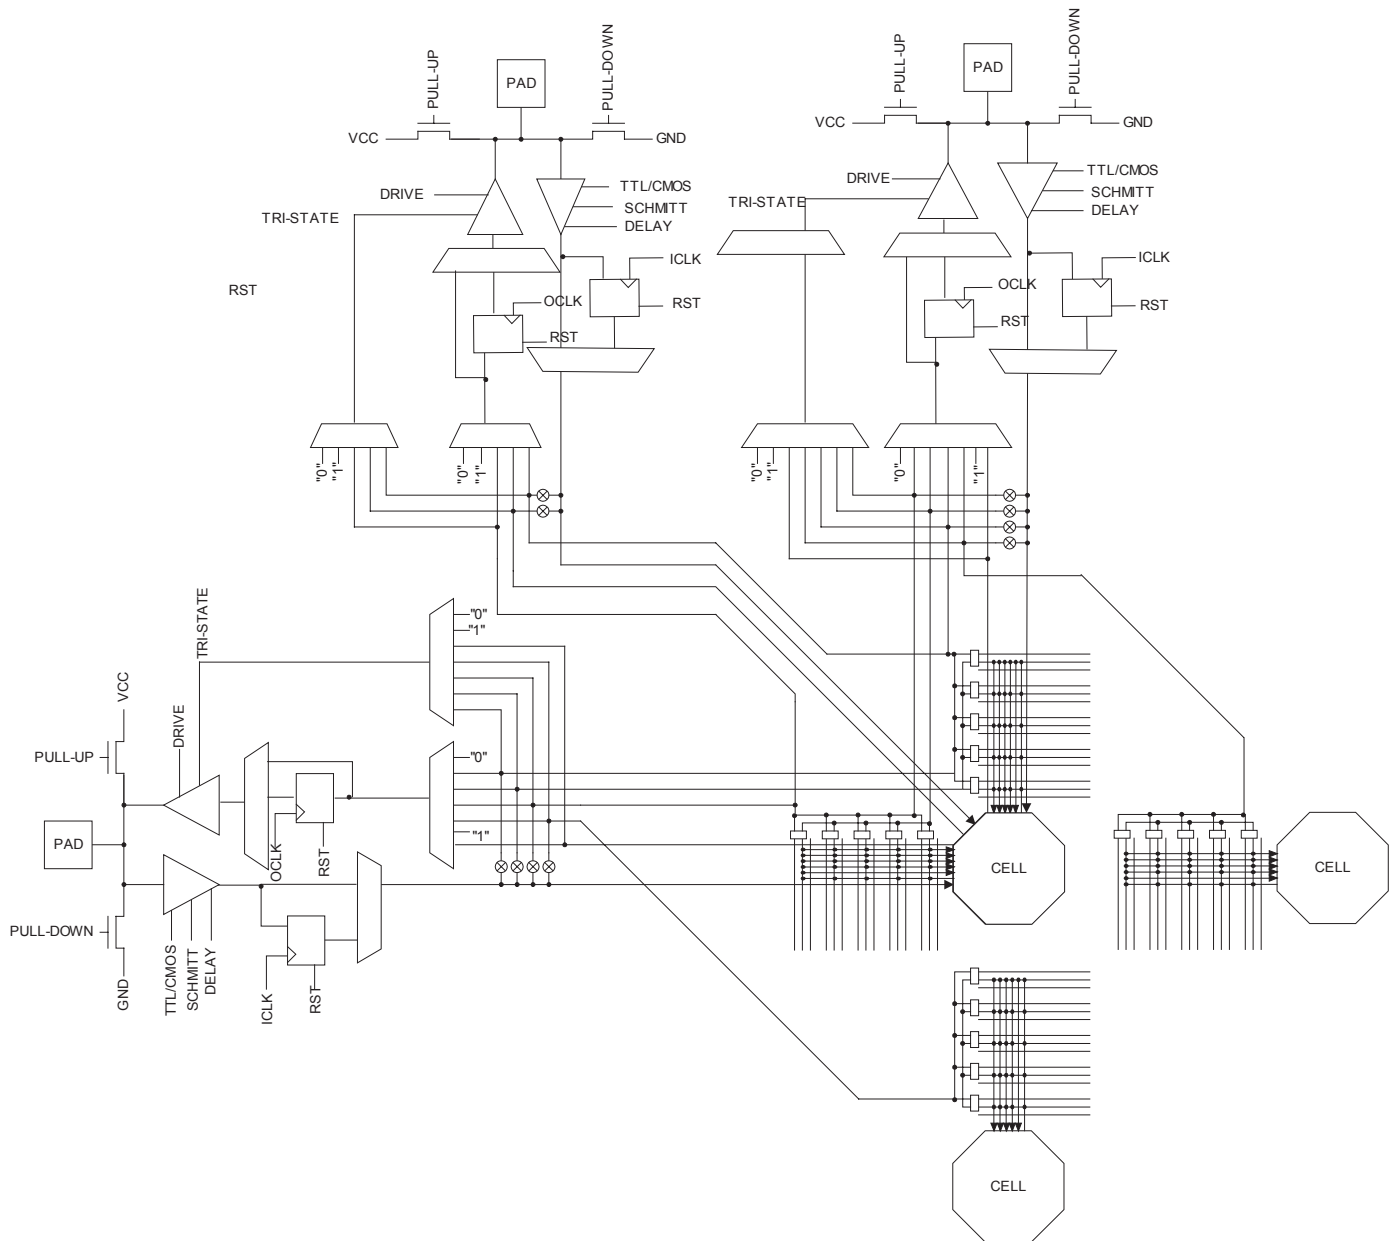 PULL-UP
PAD
PULL-DOWN
VCC
GND
DRIVE
TTL/CMOS
SCHMITT
DELAY
TRI-STATE
RST
ICLK
RST
OCLK
RST
"0"
"1"
"0"
"1"
PULL-UP
PAD
PULL-DOWN
VCC
GND
DRIVE
TTL/CMOS
SCHMITT
DELAY
TRI-STATE
ICLK
RST
OCLK
RST
"0"
"1"
"0"
"1"
TRI-STATE
"0"
"1"
VCC
DRIVE
PULL-UP
"0"
PAD
OCLK
RST
"1"
PULL-DOWN
GND
TTL/CMOS
SCHMITT
DELAY
ICLK
RST
CELL
CELL
CELL